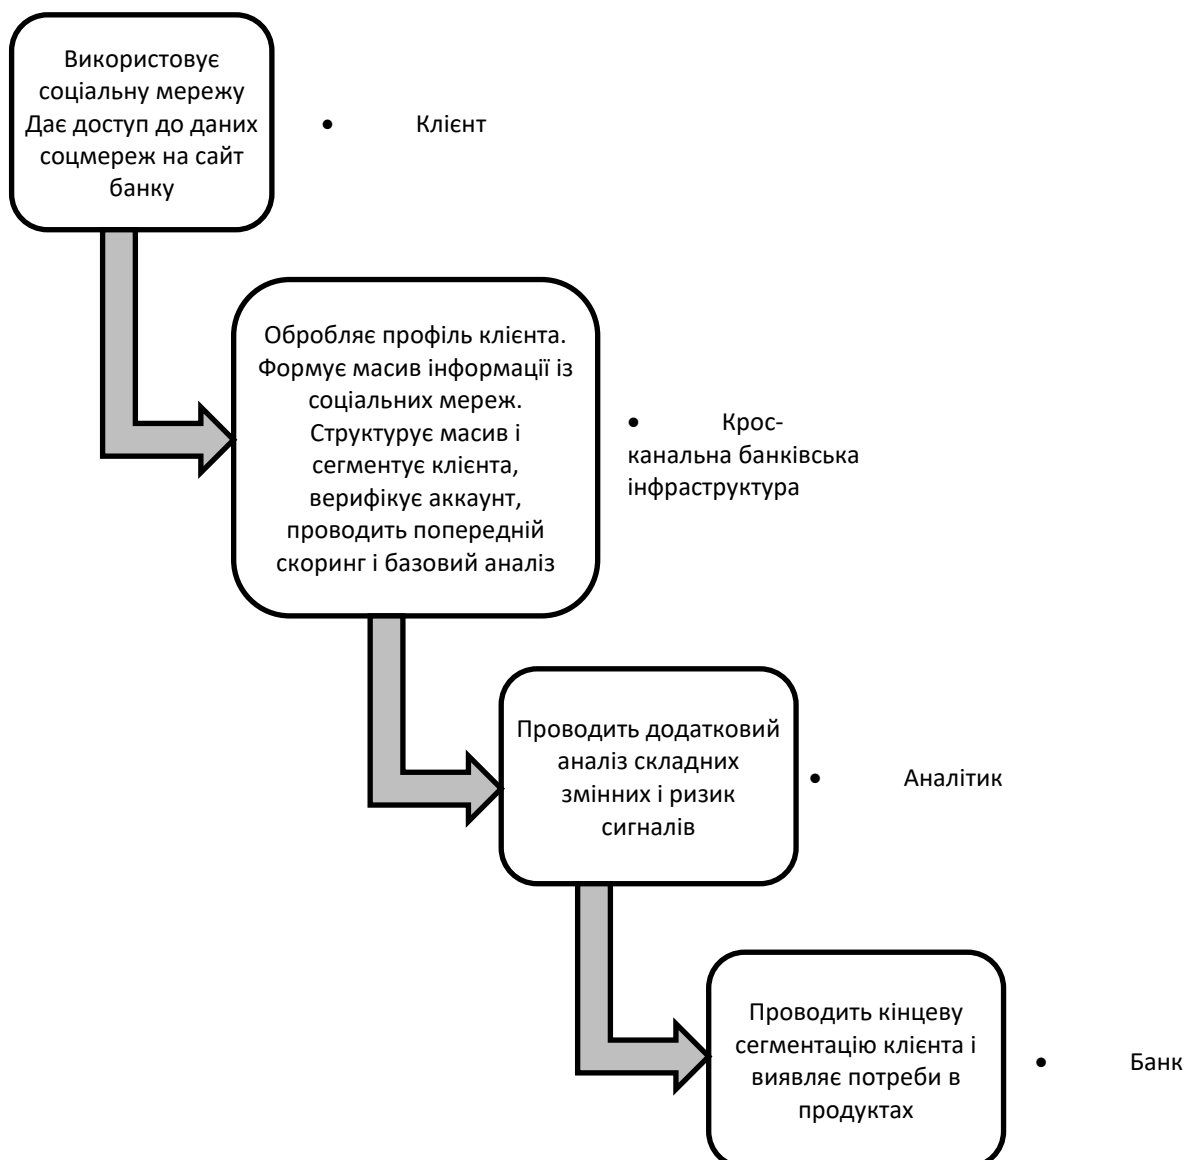 Використовує
соціальну мережу
Дає доступ до даних
соцмереж на сайт
банку
• Клієнт
Обробляє профіль клієнта.
Формує масив інформації із
соціальних мереж.
Структурує масив і
сегментує клієнта,
верифікує аккаунт,
проводить попередній
скоринг і базовий аналіз
• Крос-
канальна банківська
інфраструктура
Проводить додатковий
аналіз складних
змінних і ризик
сигналів
• Аналітик
Проводить кінцеву
сегментацію клієнта і
виявляє потреби в
продуктах
• Банк